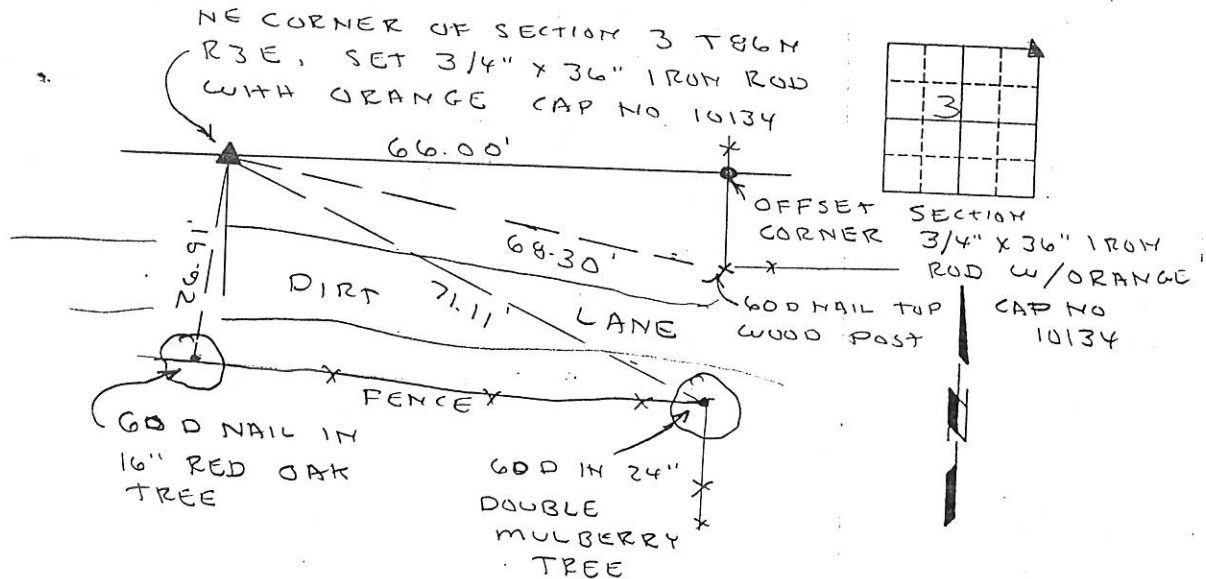 NE CORNER OF SECTION 3 T86N
R3E, SET 3/4" X 36" IRON ROD
WITH ORANGE CAP NO. 10134
3
66.00'
OFFSET
CORNER
SECTION
3/4" X 36" IRON
ROD W/ORANGE
CAP NO
10134
26.91'
68.30'
71.11'
DIRT
LANE
60D NAIL TOP
WOOD POST
FENCE
60D NAIL IN
16" RED OAK
TREE
60D IN 24"
DOUBLE
MULBERRY
TREE